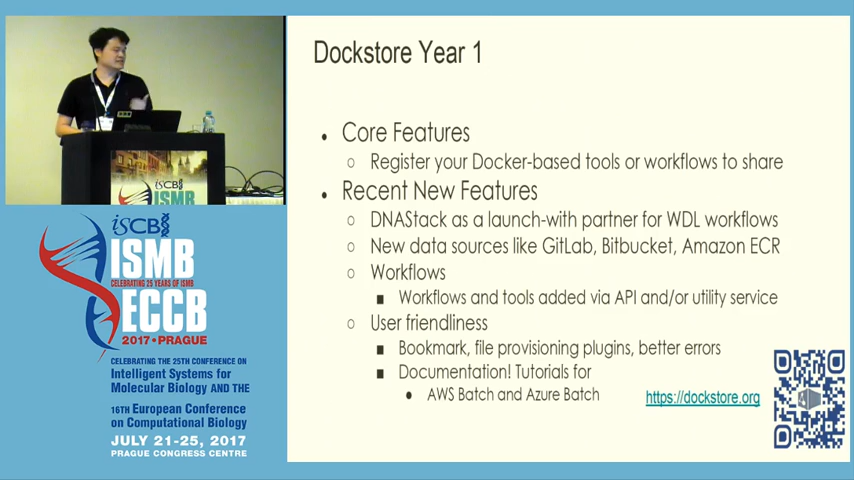 Dockstore Year 1
Core Features
Register your Docker-based tools or workflows to share
Recent New Features
DNAStack as a launch-with partner for WDL workflows
New data sources like GitLab, Bitbucket, Amazon ECR
Workflows
Workflows and tools added via API and/or utility service
User friendliness
Bookmark, file provisioning plugins, better errors
Documentation! Tutorials for
AWS Batch and Azure Batch
https://dockstore.org
iSCB
ISMB
iSCB
ISMB
CELEBRATING 25 YEARS OF ISMB
ECCB
2017 • PRAGUE
CELEBRATING THE 25TH CONFERENCE ON
Intelligent Systems for
Molecular Biology AND THE
16TH European Conference
on Computational Biology
JULY 21-25, 2017
PRAGUE CONGRESS CENTRE